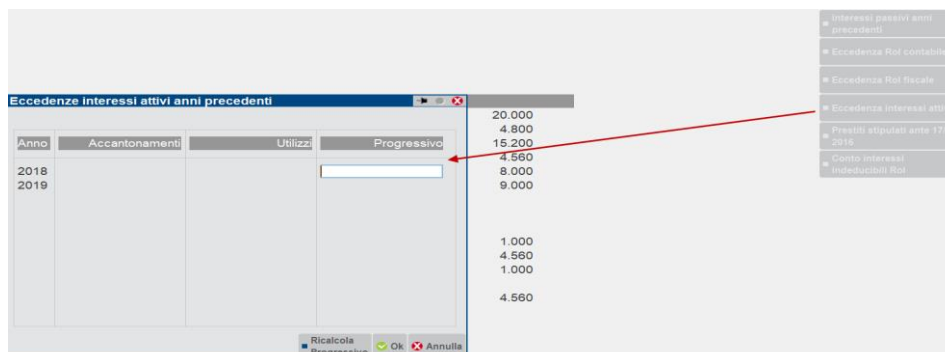 Interessi passivi anni
precedenti
Eccedenza Rol contabile
Eccedenza Rol fiscale
Eccedenza interessi atti
Prestiti stipulati ante 17/
2016
Conto interessi
indeducibili Rol
Eccedenze interessi attivi anni precedenti
Anno Accantonamenti Utilizzi Progressivo
2018
2019
20.000
4.800
15.200
4.560
8.000
9.000
1.000
4.560
1.000
4.560
Ricalcola
Progressivo Ok Annulla